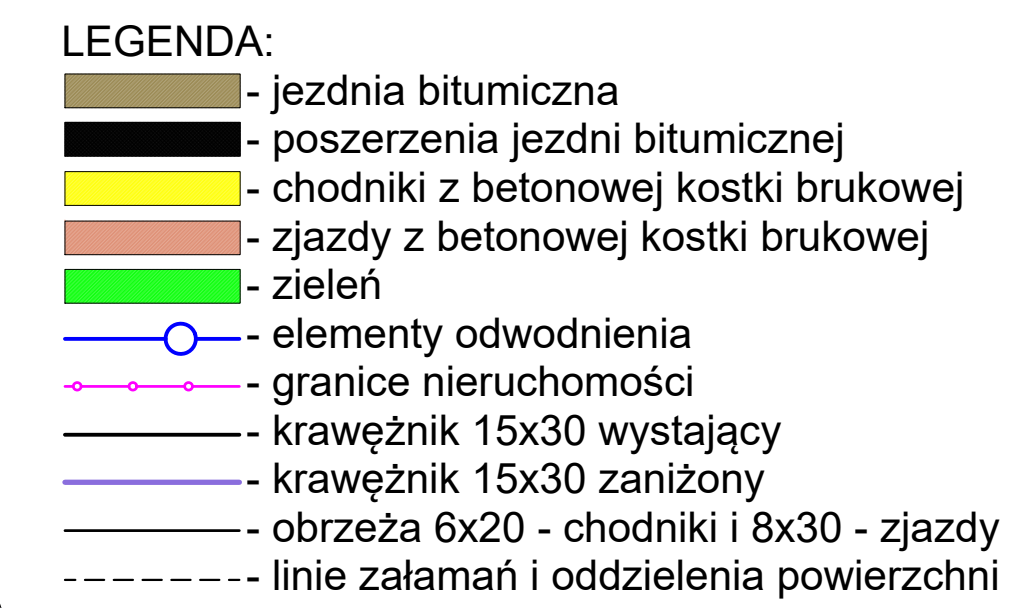 LEGENDA:
- jezdnia bitumiczna
- poszerzenia jezdni bitumicznej
- chodniki z betonowej kostki brukowej
- zjazdy z betonowej kostki brukowej
- zieleń
- elementy odwodnienia
- granice nieruchomości
- krawężnik 15x30 wystający
- krawężnik 15x30 zaniżony
- obrzeża 6x20 - chodniki i 8x30 - zjazdy
- linie załamań i oddzielenia powierzchni